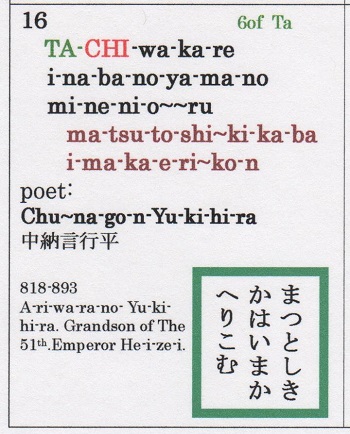 16
6of Ta
TA-CHI-wa-ka-re
i-na-ba-no-ya-ma-no
mi-ne-ni-o~~ru
ma-tsu-to-shi~ki-ka-ba
i-ma-ka-e-ri~ko-n
poet:
Chu~na-go-n-Yu-ki-hi-ra
中納言行平
818-893
A-ri-wa-ra-no- Yu-ki-
hi-ra. Grandson of The
51th.Emperor He-i-ze-i.
まつとしき
かはいまか
へりこむ